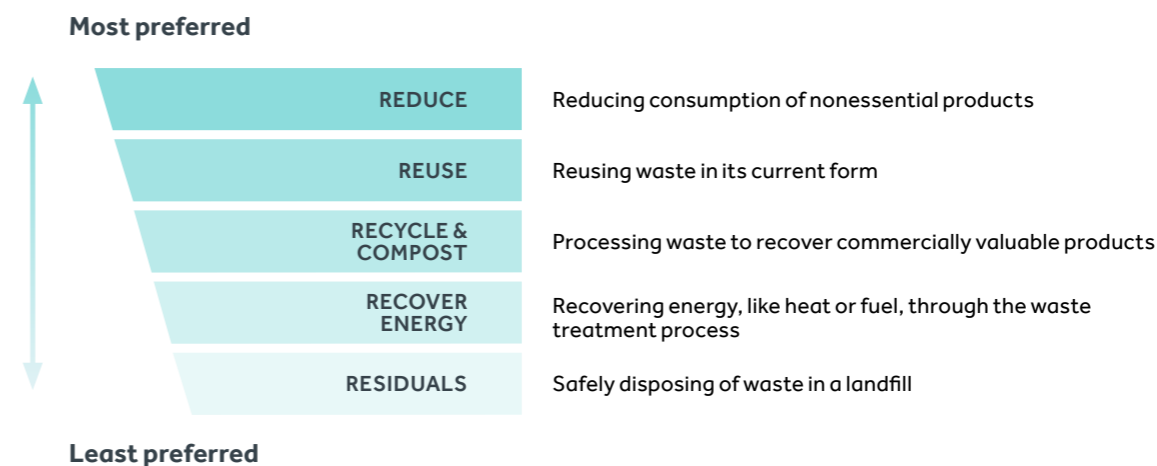 Most preferred
REDUCE
Reducing consumption of nonessential products
REUSE
Reusing waste in its current form
RECYCLE &
COMPOST
Processing waste to recover commercially valuable products
RECOVER
ENERGY
Recovering energy, like heat or fuel, through the waste
treatment process
RESIDUALS
Safely disposing of waste in a landfill
Least preferred